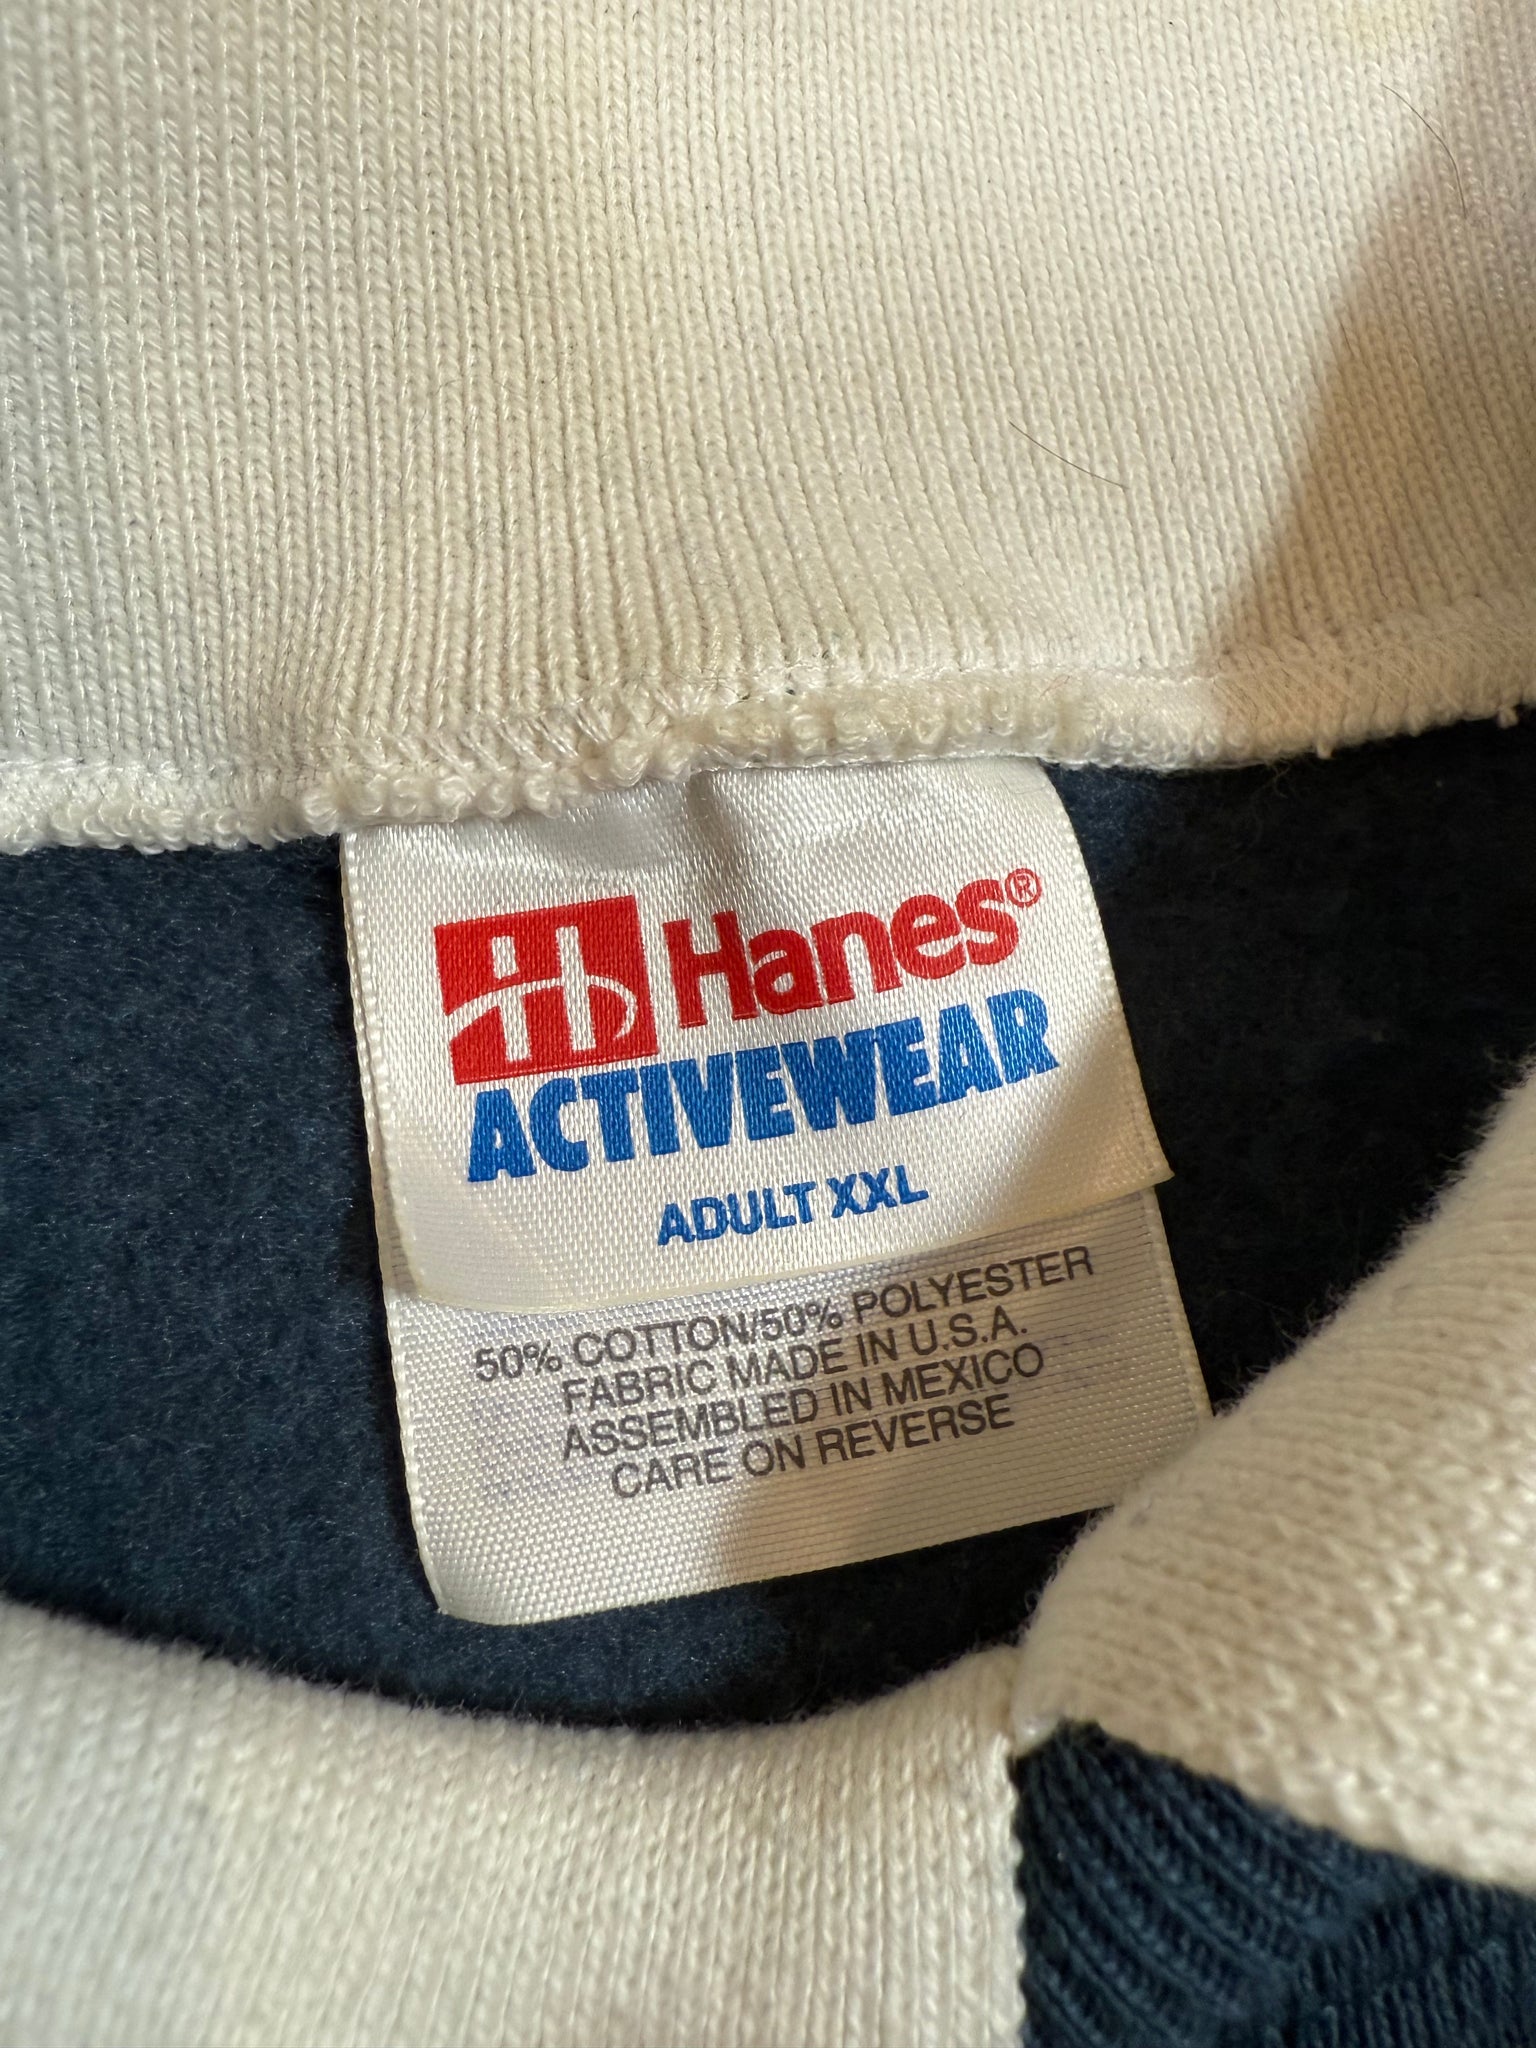 Hanes®
ACTIVEWEAR
ADULT XXL
50% COTTON/50% POLYESTER
FABRIC MADE IN U.S.A.
ASSEMBLED IN MEXICO
CARE ON REVERSE